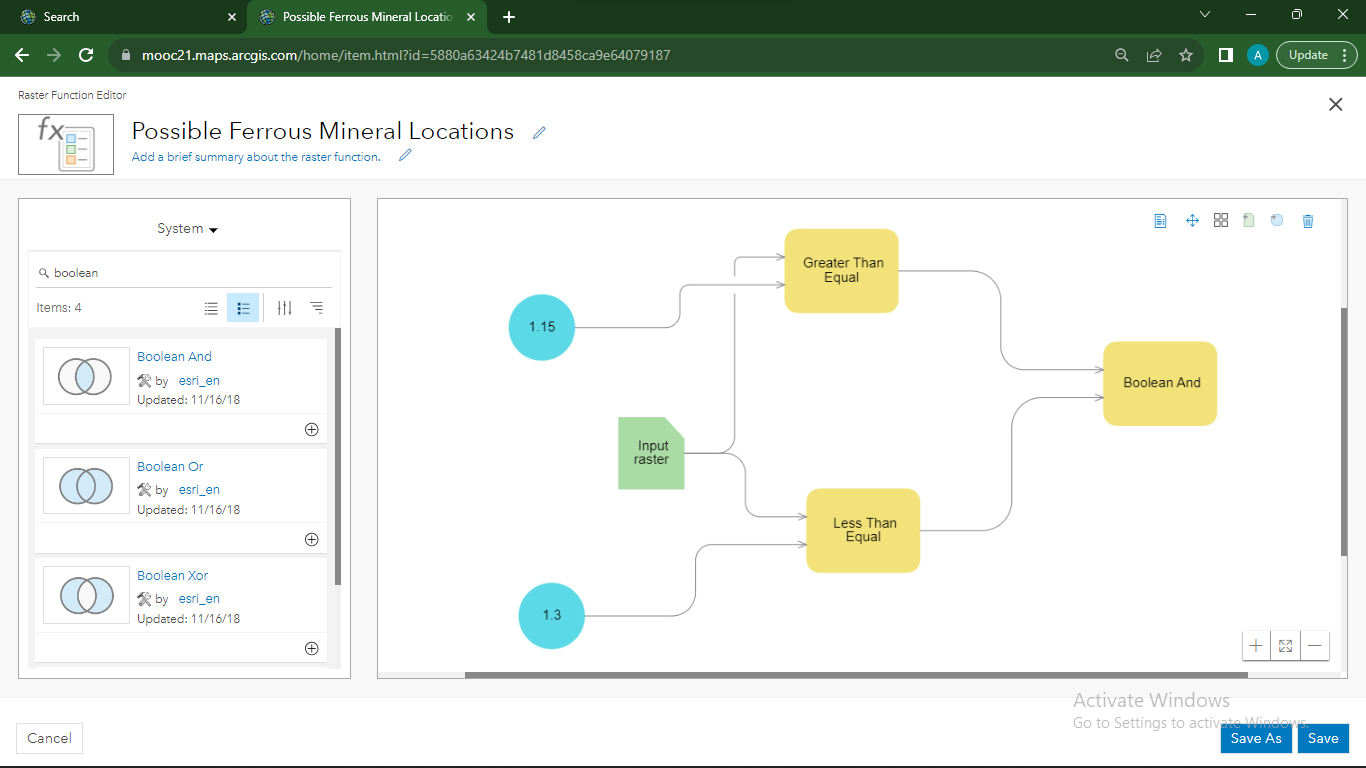 Search
Possible Ferrous Mineral Locatio
mooc21.maps.arcgis.com/home/item.html?id=5880a63424b7481d8458ca9e64079187
A
Update
Raster Function Editor
fx
Possible Ferrous Mineral Locations
Add a brief summary about the raster function.
System
boolean
Items: 4
Boolean And
by esri_en
Updated: 11/16/18
Boolean Or
by esri_en
Updated: 11/16/18
Boolean Xor
by esri_en
Updated: 11/16/18
Greater Than
Equal
1.15
Boolean And
Input
raster
Less Than
Equal
1.3
Activate Windows
Go to Settings to activate Windows.
Cancel
Save As
Save